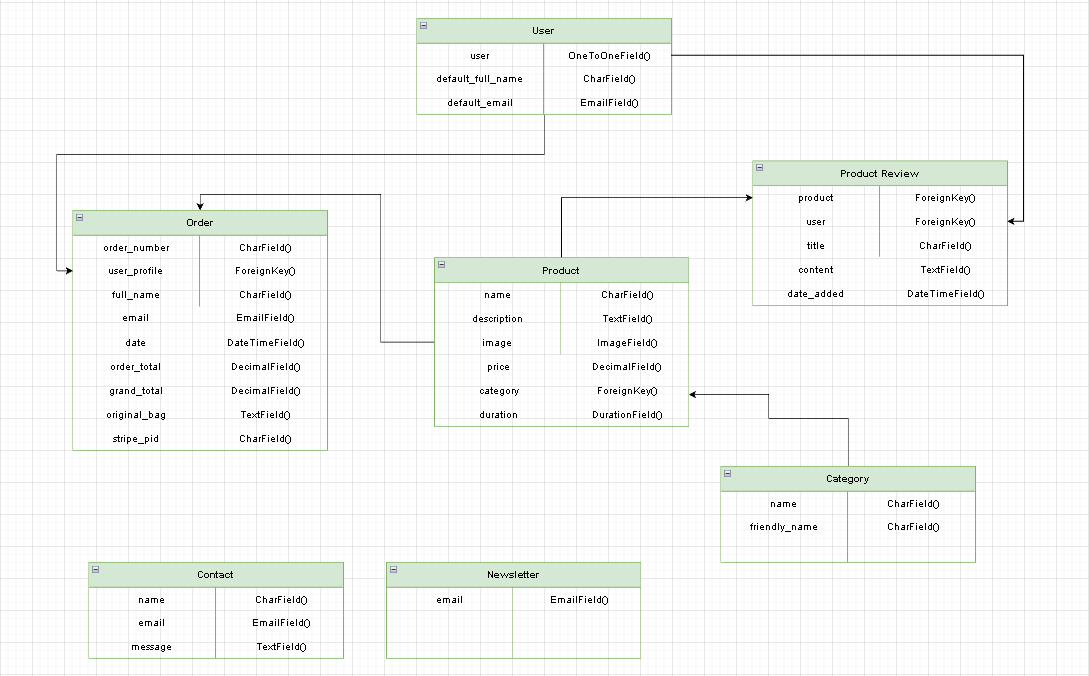 User
user OneToOneField()
default_full_name CharField()
default_email EmailField()
Product Review
product ForeignKey()
user ForeignKey()
title CharField()
content TextField()
date_added DateTimeField()
Order
order_number CharField()
user_profile ForeignKey()
full_name CharField()
email EmailField()
date DateTimeField()
order_total DecimalField()
grand_total DecimalField()
original_bag TextField()
stripe_pid CharField()
Product
name CharField()
description TextField()
image ImageField()
price DecimalField()
category ForeignKey()
duration DurationField()
Category
name CharField()
friendly_name CharField()
Contact
name CharField()
email EmailField()
message TextField()
Newsletter
email EmailField()